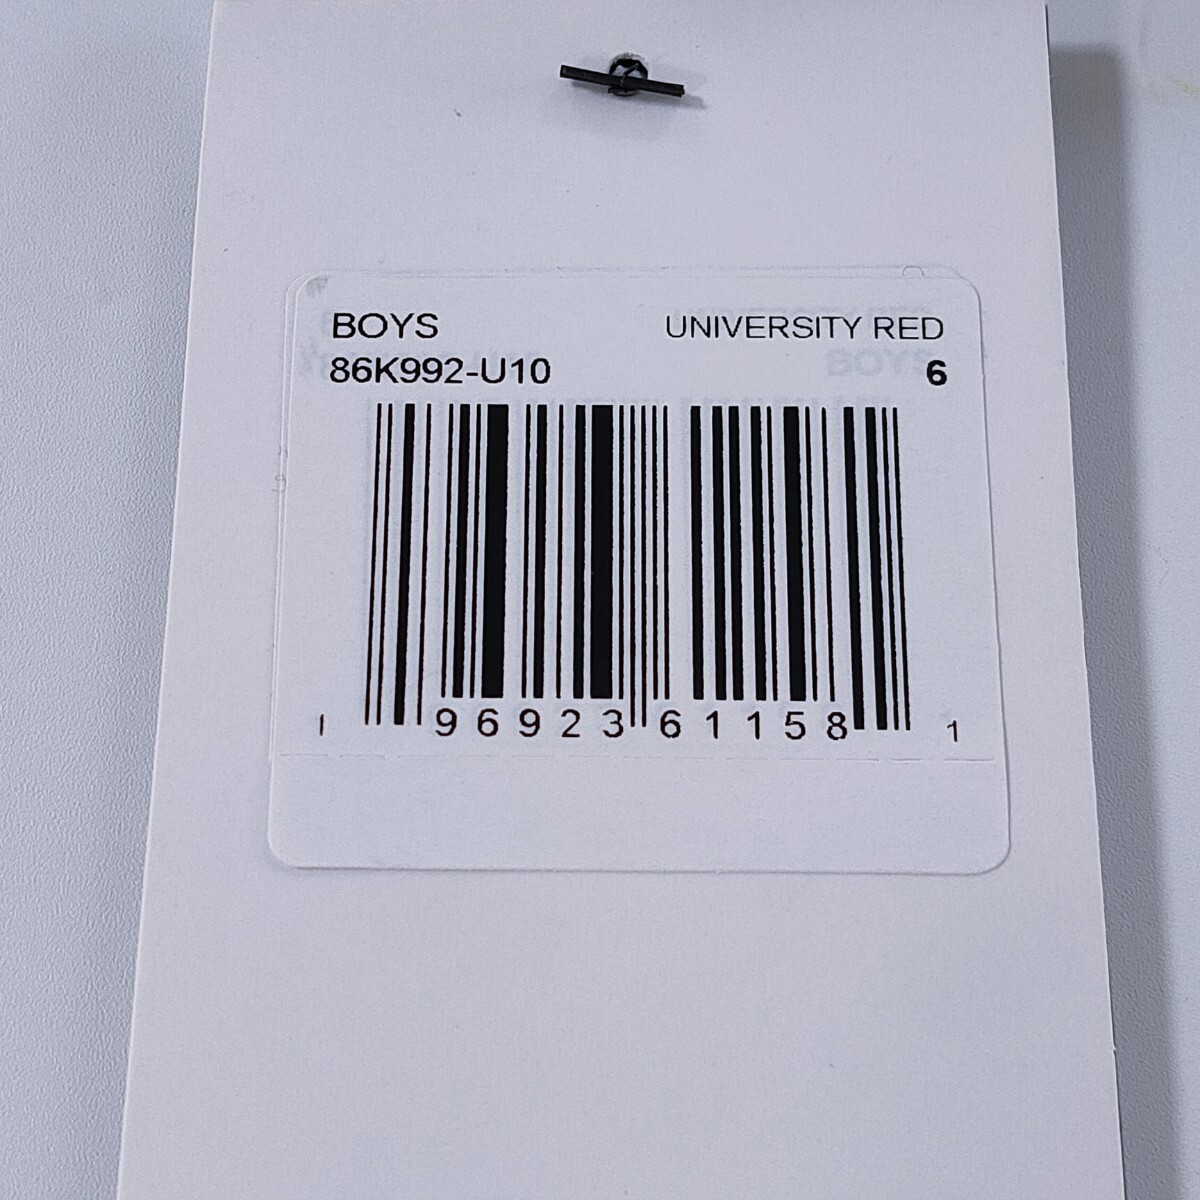 BOYS UNIVERSITY RED
86K992-U10 6
1 96923 61158 1